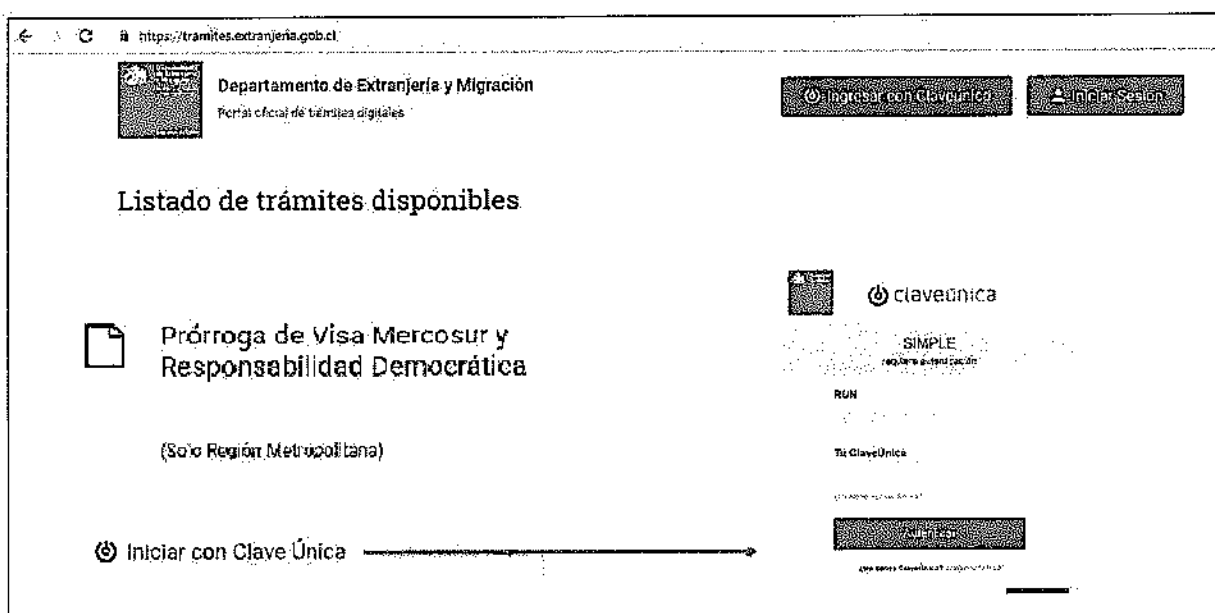 https://tramites.extranjeria.gob.cl
Departamento de Extranjería y Migración
Portal oficial de trámites digitales
Ingresar con ClaveÚnica
Iniciar Sesión
Listado de trámites disponibles
Prórroga de Visa Mercosur y
Responsabilidad Democrática
(Solo Región Metropolitana)
Iniciar con Clave Única
claveúnica
SIMPLE
requiere autenticación
RUN
Tu ClaveÚnica
Autenticar